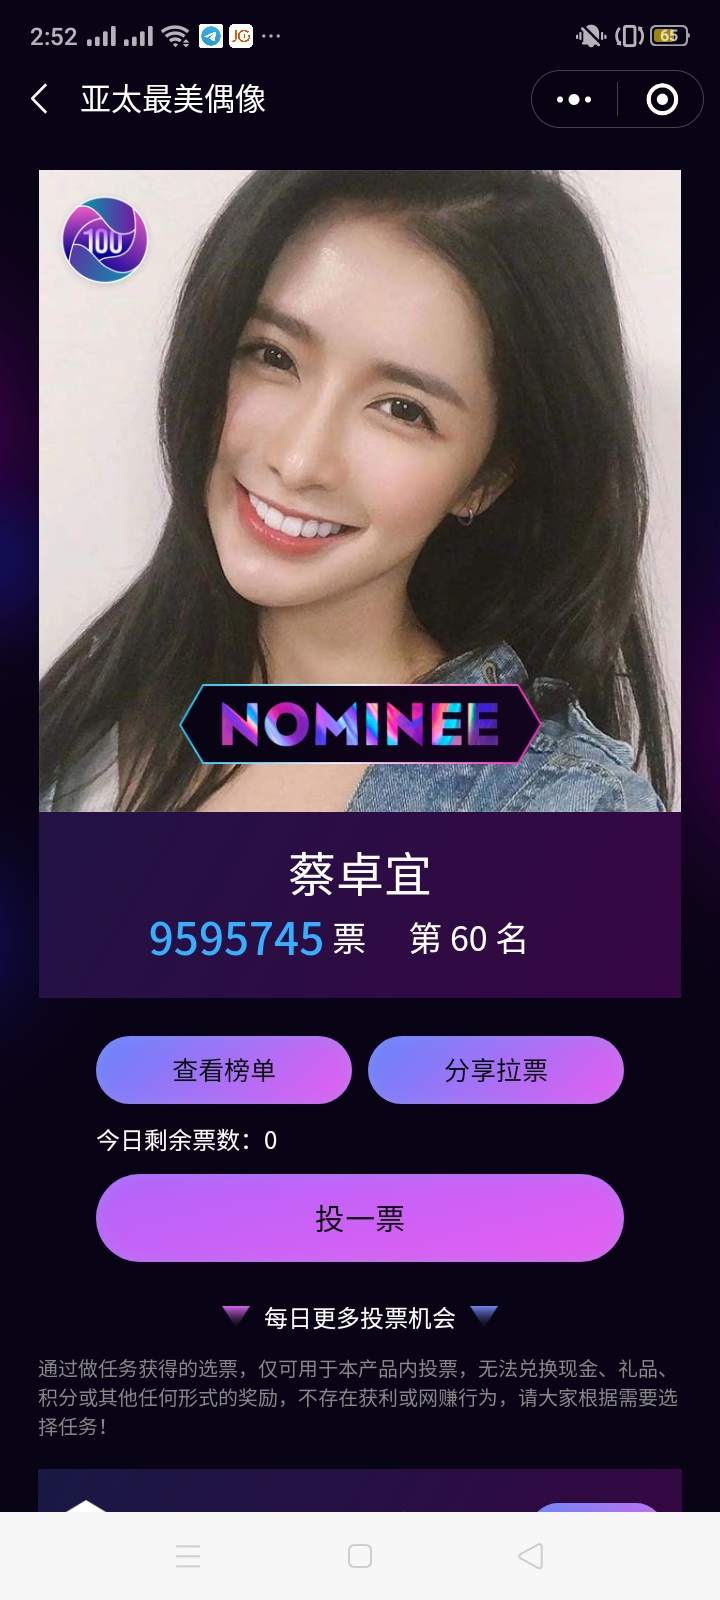 2:52
JG
65
亚太最美偶像
100
NOMINEE
蔡卓宜
9595745 票 第 60 名
查看榜单 分享拉票
今日剩余票数：0
投一票
每日更多投票机会
通过做任务获得的选票，仅可用于本产品内投票，无法兑换现金、礼品、
积分或其他任何形式的奖励，不存在获利或网赚行为，请大家根据需要选
择任务！